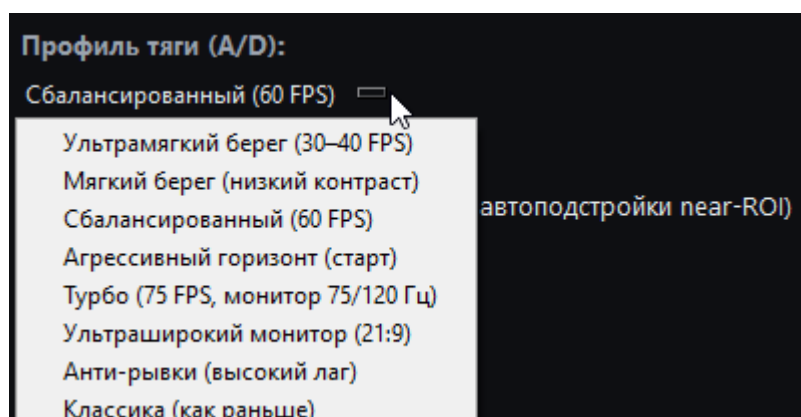 Профиль тяги (A/D):
Сбалансированный (60 FPS)
Ультрамягкий берег (30–40 FPS)
Мягкий берег (низкий контраст)
Сбалансированный (60 FPS)
автоподстройки near-ROI)
Агрессивный горизонт (старт)
Турбо (75 FPS, монитор 75/120 Гц)
Ультраширокий монитор (21:9)
Анти-рывки (высокий лаг)
Классика (как раньше)